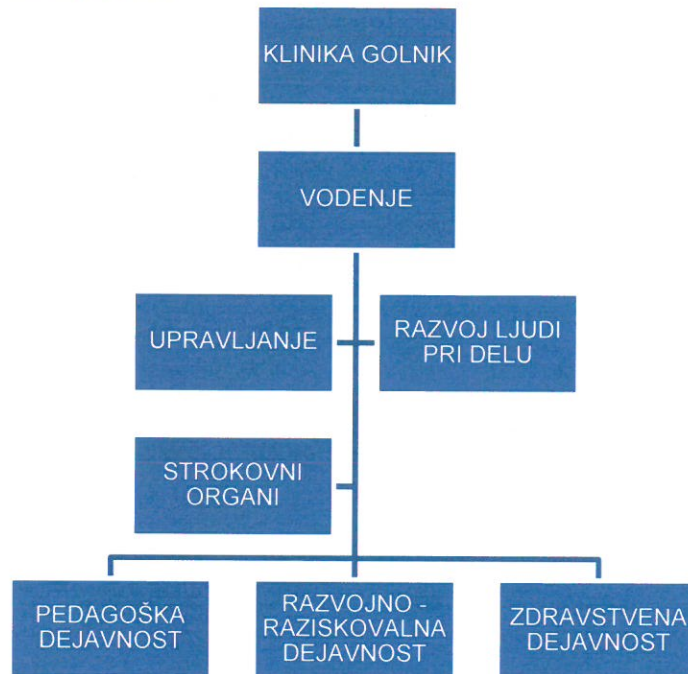 KLINIKA GOLNIK
VODENJE
UPRAVLJANJE
RAZVOJ LJUDI
PRI DELU
STROKOVNI
ORGANI
PEDAGOŠKA
DEJAVNOST
RAZVOJNO -
RAZISKOVALNA
DEJAVNOST
ZDRAVSTVENA
DEJAVNOST